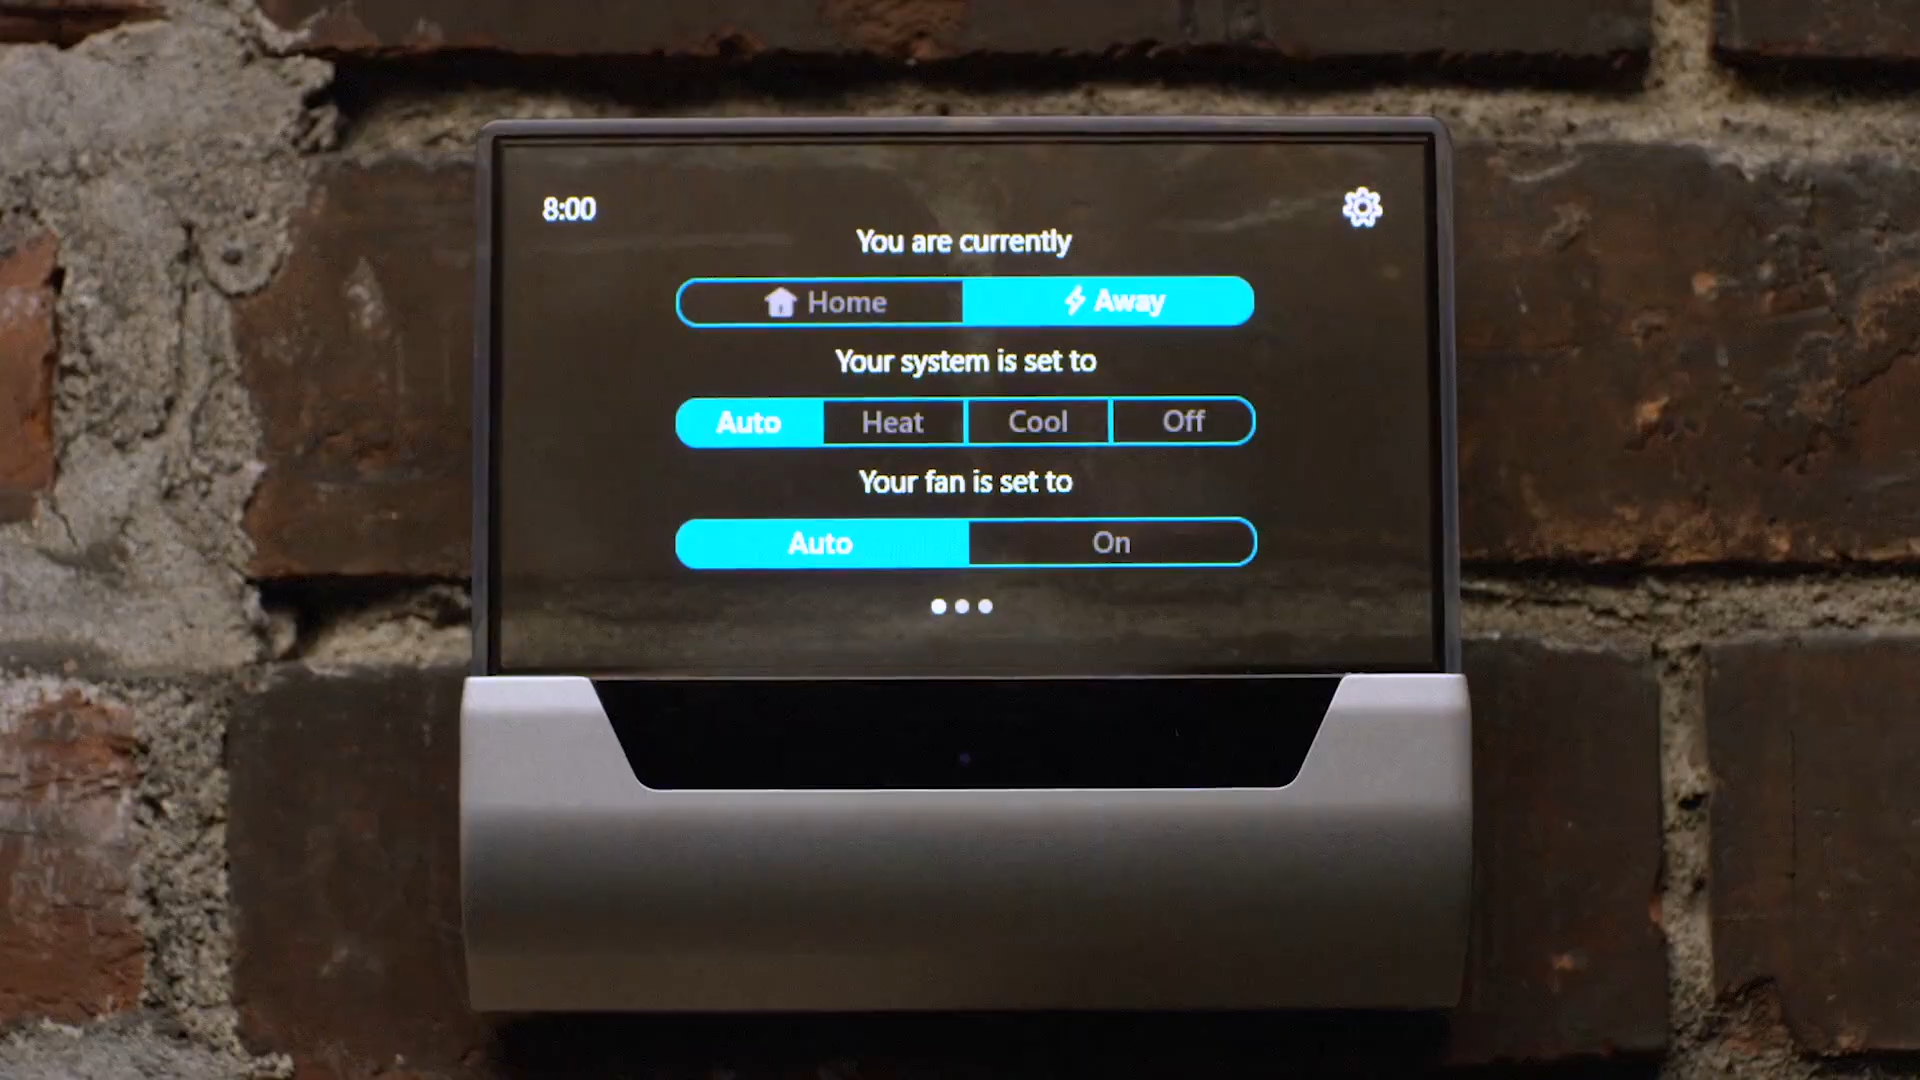 8:00
You are currently
Home Away
Your system is set to
Auto Heat Cool Off
Your fan is set to
Auto On